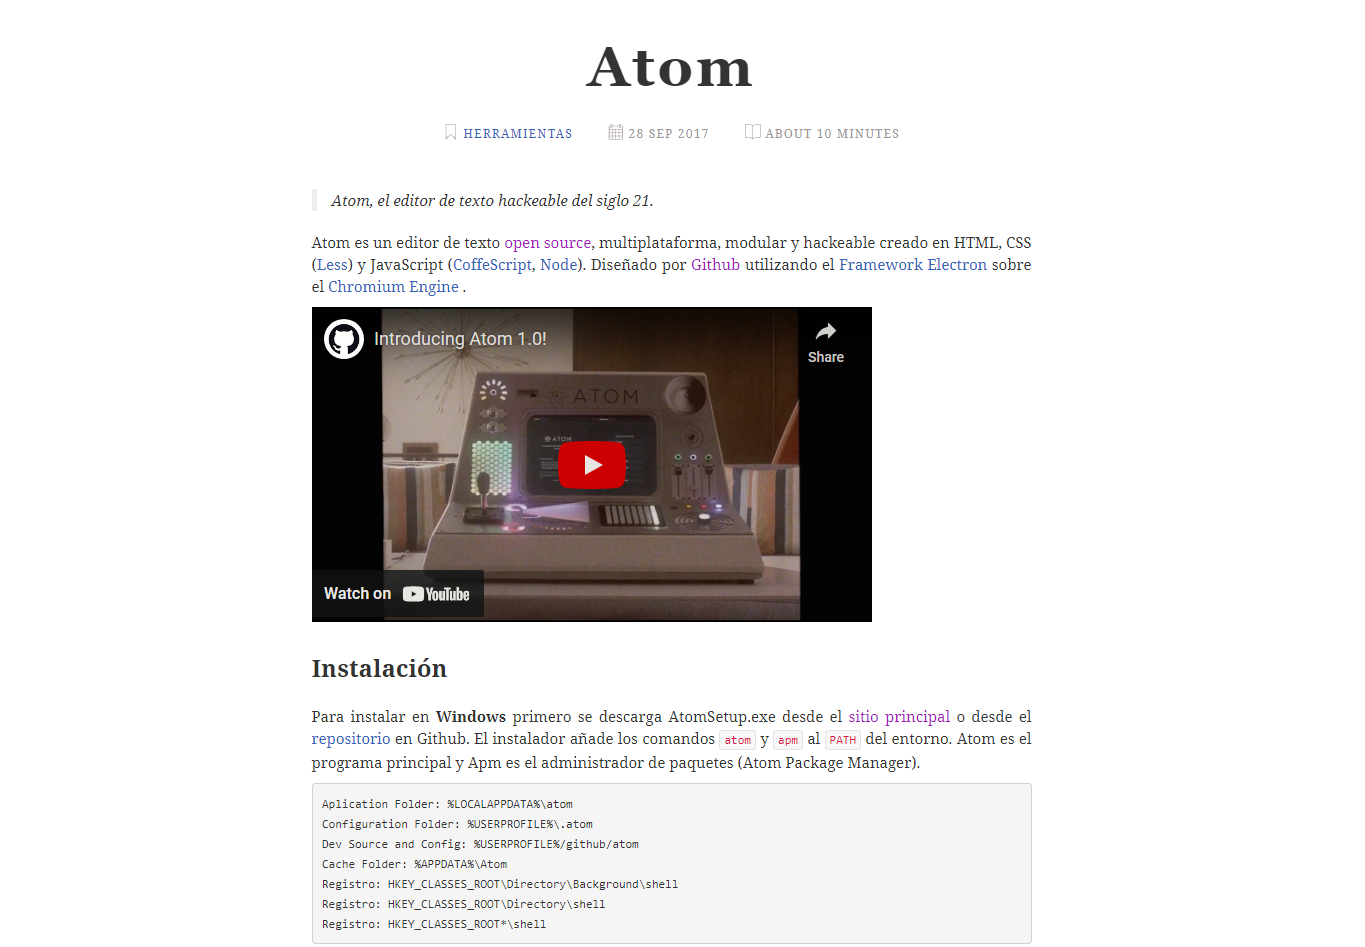 Atom
HERRAMIENTAS 28 SEP 2017 ABOUT 10 MINUTES
Atom, el editor de texto hackeable del siglo 21.
Atom es un editor de texto open source, multiplataforma, modular y hackeable creado en HTML, CSS
(Less) y JavaScript (CoffeScript, Node). Diseñado por Github utilizando el Framework Electron sobre
el Chromium Engine .
Introducing Atom 1.0!
Share
ATOM
ATOM
Watch on YouTube
Instalación
Para instalar en Windows primero se descarga AtomSetup.exe desde el sitio principal o desde el
repositorio en Github. El instalador añade los comandos atom y apm al PATH del entorno. Atom es el
programa principal y Apm es el administrador de paquetes (Atom Package Manager).
Aplication Folder: %LOCALAPPDATA%\atom
Configuration Folder: %USERPROFILE%\.atom
Dev Source and Config: %USERPROFILE%/github/atom
Cache Folder: %APPDATA%\Atom
Registro: HKEY_CLASSES_ROOT\Directory\Background\shell
Registro: HKEY_CLASSES_ROOT\Directory\shell
Registro: HKEY_CLASSES_ROOT*\shell